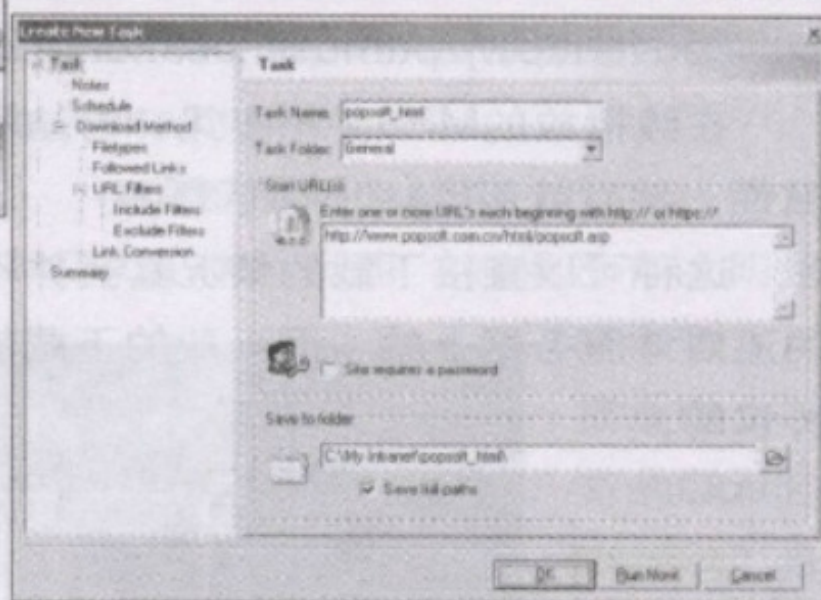 Create New Task
Task
Notes
Schedule
Download Method
Filetypes
Followed Links
URL Filters
Include Filters
Exclude Filters
Link Conversion
Summary
Task
Task Name: popsoft_html
Task Folder: General
Start URL(s)
Enter one or more URL's each beginning with http:// or https://
http://www.popsoft.com.cn/html/popsoft.asp
Site requires a password
Save to folder
C:\My Intranet\popsoft_html\
Save full paths
OK
Run Now!
Cancel